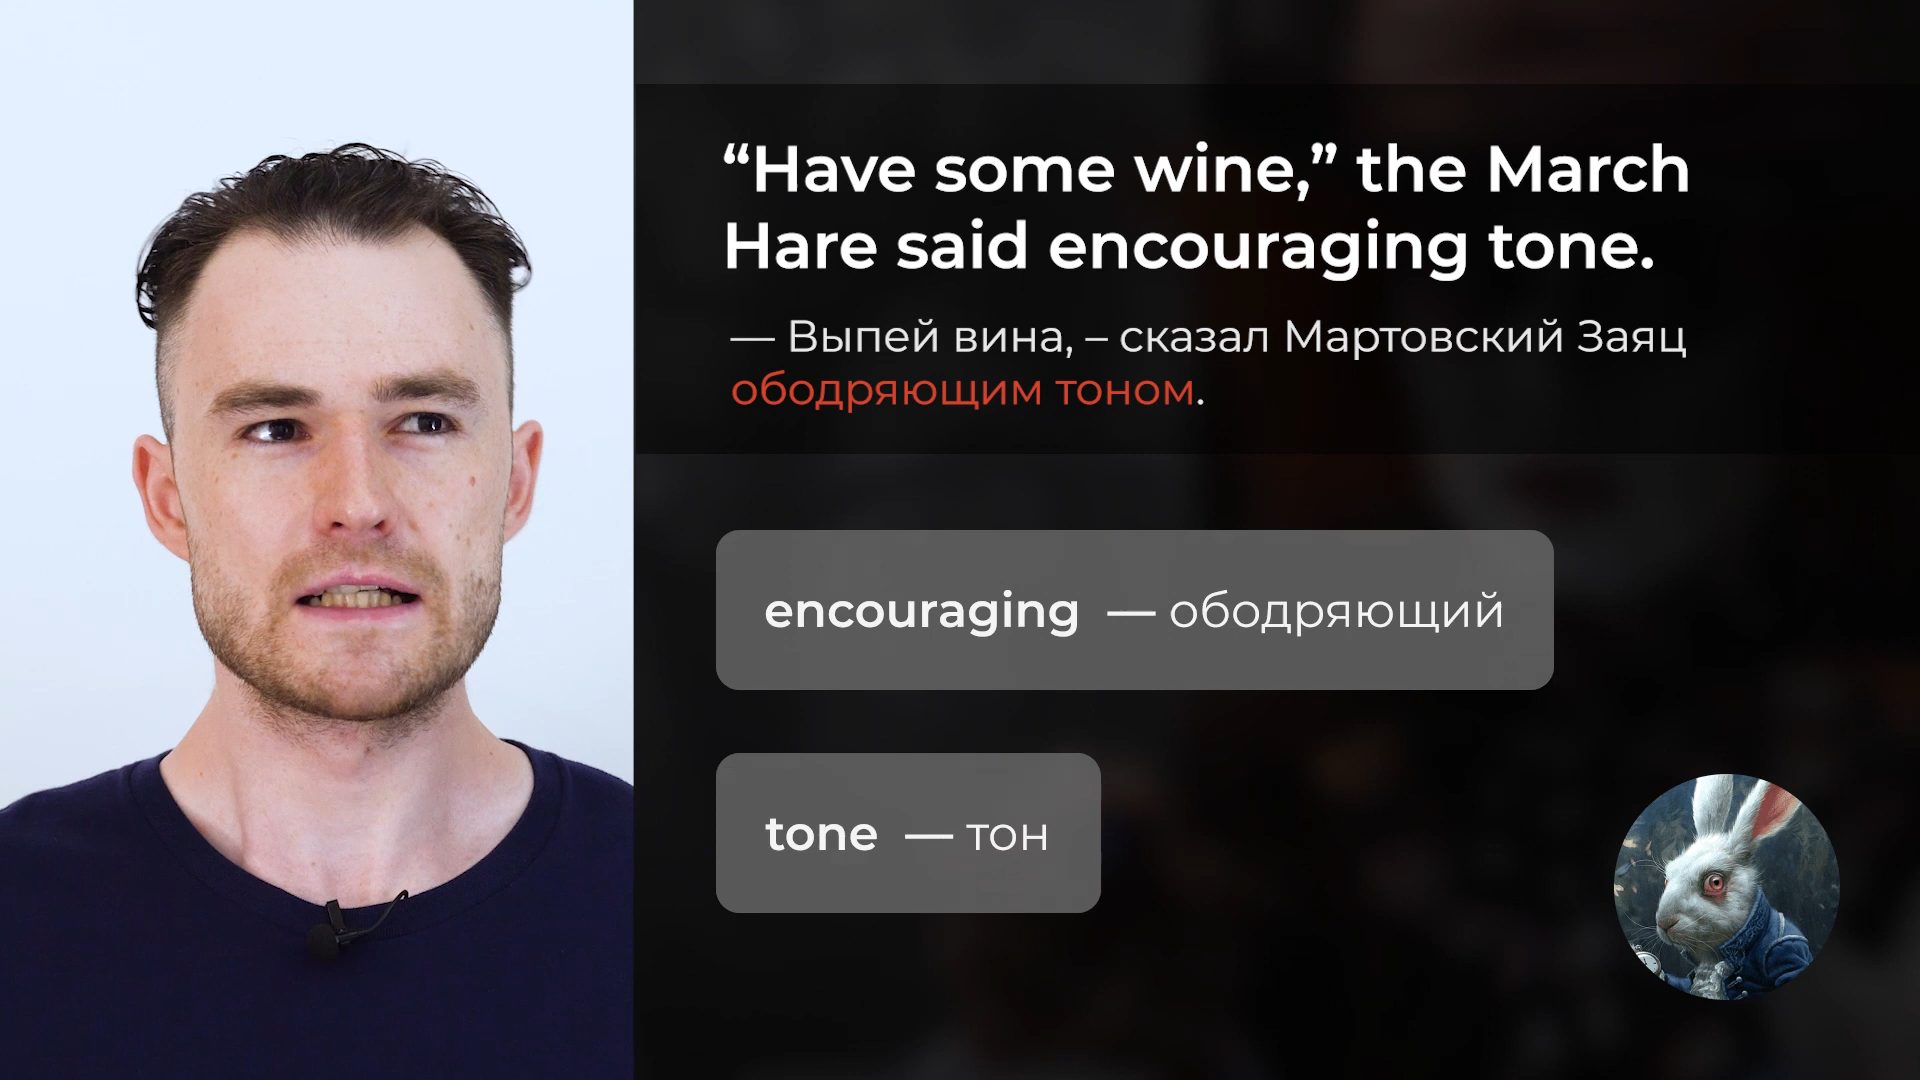 “Have some wine,” the March
Hare said encouraging tone.
— Выпей вина, – сказал Мартовский Заяц
ободряющим тоном.
encouraging — ободряющий
tone — тон